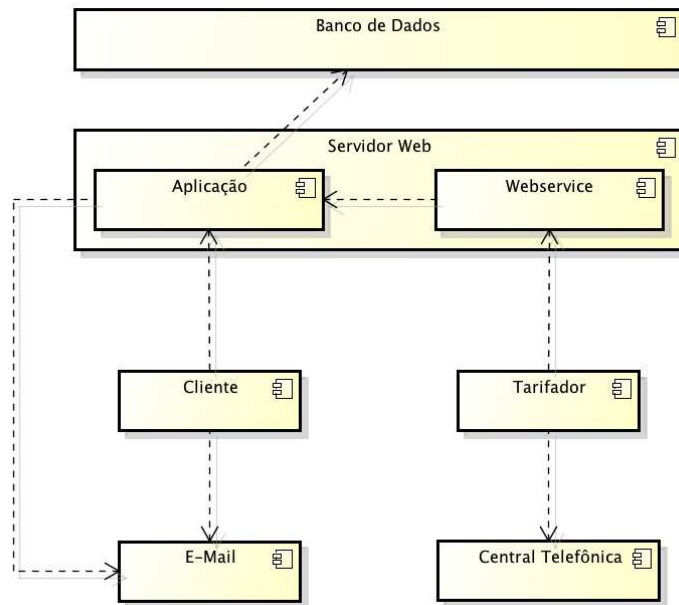 Banco de Dados
Servidor Web
Aplicação
Webservice
Cliente
Tarifador
E-Mail
Central Telefônica